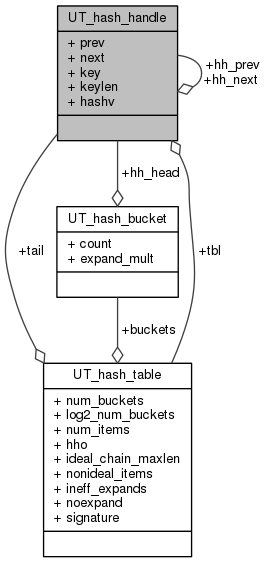 UT_hash_handle
+ prev
+ next
+ key
+ keylen
+ hashv
+hh_prev
+hh_next
+hh_head
UT_hash_bucket
+ count
+ expand_mult
+tail
+tbl
+buckets
UT_hash_table
+ num_buckets
+ log2_num_buckets
+ num_items
+ hho
+ ideal_chain_maxlen
+ nonideal_items
+ ineff_expands
+ noexpand
+ signature